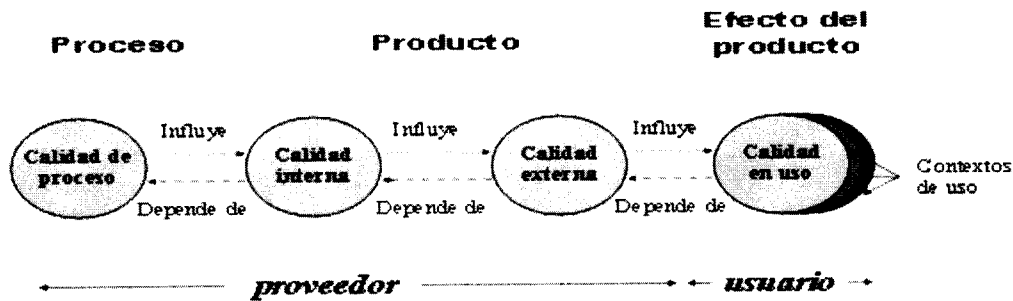 Proceso
Producto
Efecto del
producto
Calidad de
proceso
Influye
Depende de
Calidad
interna
Influye
Depende de
Calidad
externa
Influye
Depende de
Calidad
en uso
Contextos
de uso
proveedor
usuario